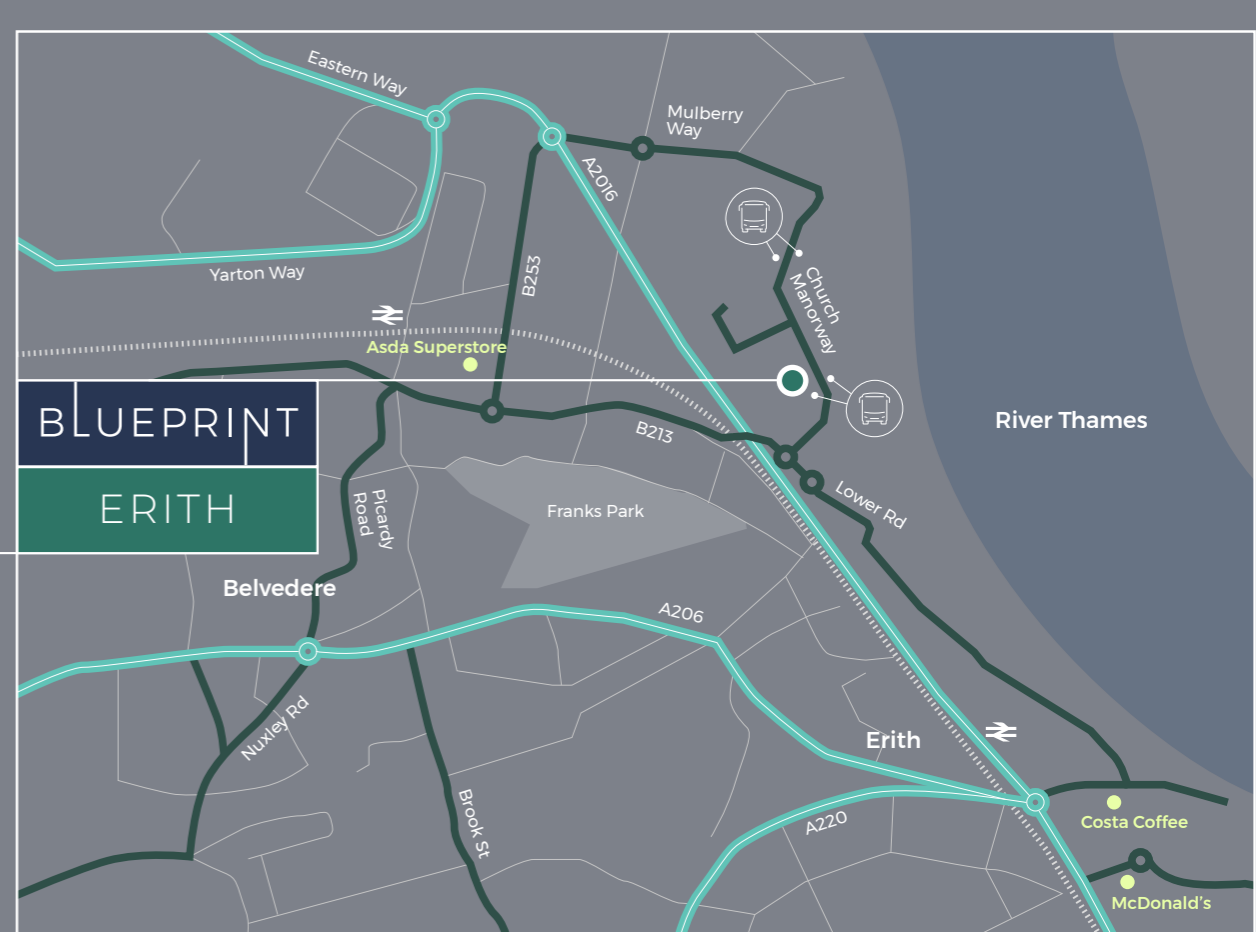 Eastern Way
Mulberry
Way
A2016
Yarton Way
B253
Church
Manorway
Asda Superstore
BLUEPRINT
ERITH
B213
River Thames
Picardy
Road
Franks Park
Lower Rd
Belvedere
A206
Nuxley Rd
Erith
Brook St
A220
Costa Coffee
McDonald's